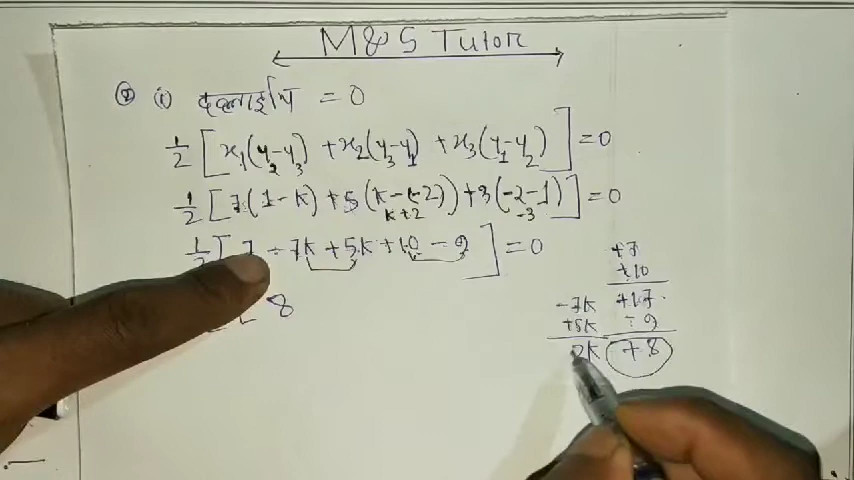 M&S Tutor
② (i) = 0
1/2 [x₁(y₂-y₃) + x₂(y₃-y₁) + x₃(y₁-y₂)] = 0
1/2 [7(1-k) + 5(k-(-2)) + 3(-2-1)] = 0
k+2 -3
1/2 [7 - 7k + 5k + 10 - 9] = 0
8
+7
+10
-7k +17
+5k - 9
2k +8